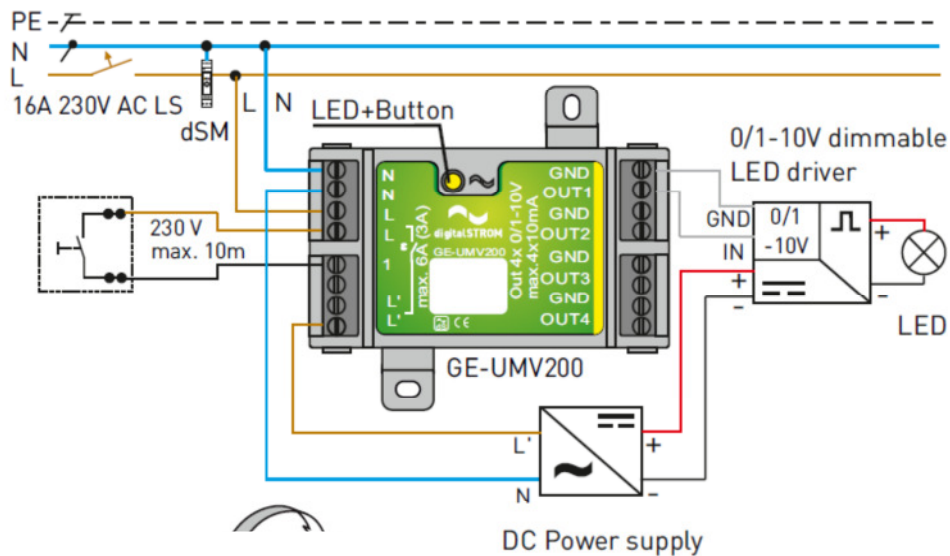 PE
N
L
16A 230V AC LS
dSM
L
N
LED+Button
0/1-10V dimmable
LED driver
230 V
max. 10m
N
N
L
L
1
L'
L'
max. 6A (3A)
digitalSTROM
GE-UMV200
CE
Out 4x 0/1-10V
max.4x10mA
GND
OUT1
GND
OUT2
GND
OUT3
GND
OUT4
GND
IN
+
-
0/1
-10V
+
-
LED
GE-UMV200
L'
N
+
-
DC Power supply